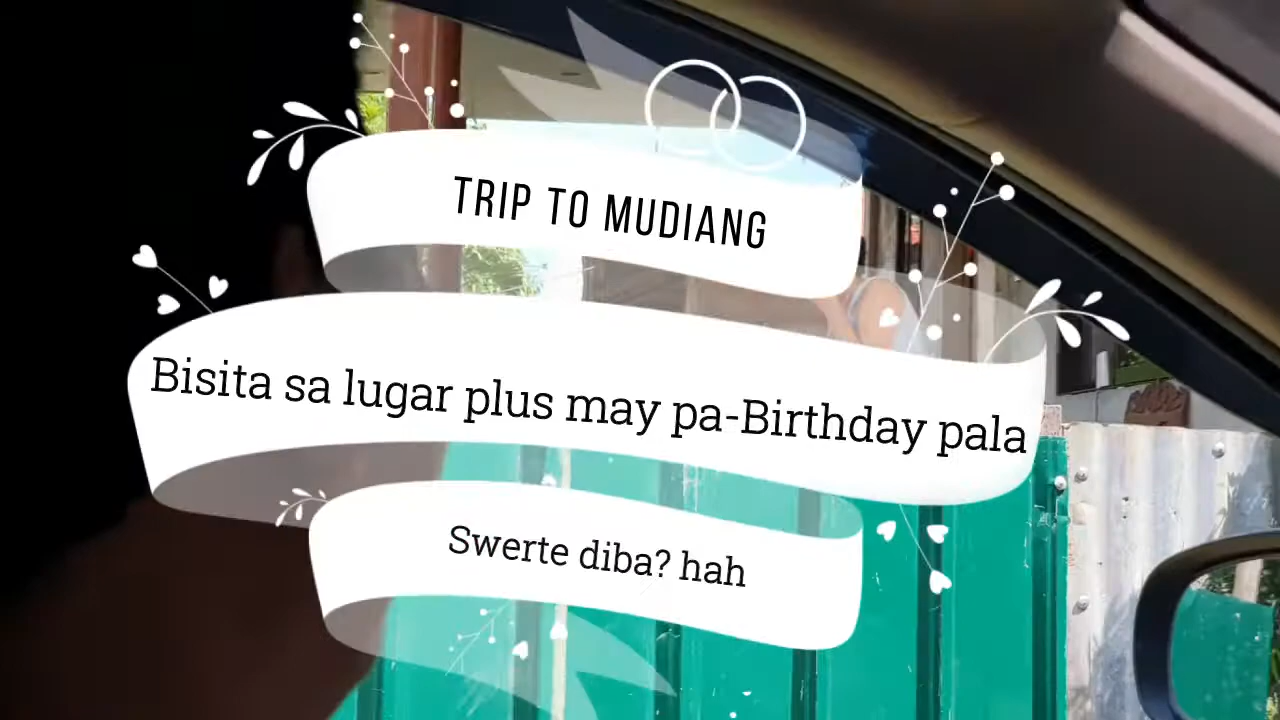 TRIP TO MUDIANG
Bisita sa lugar plus may pa-Birthday pala
Swerte diba? hah